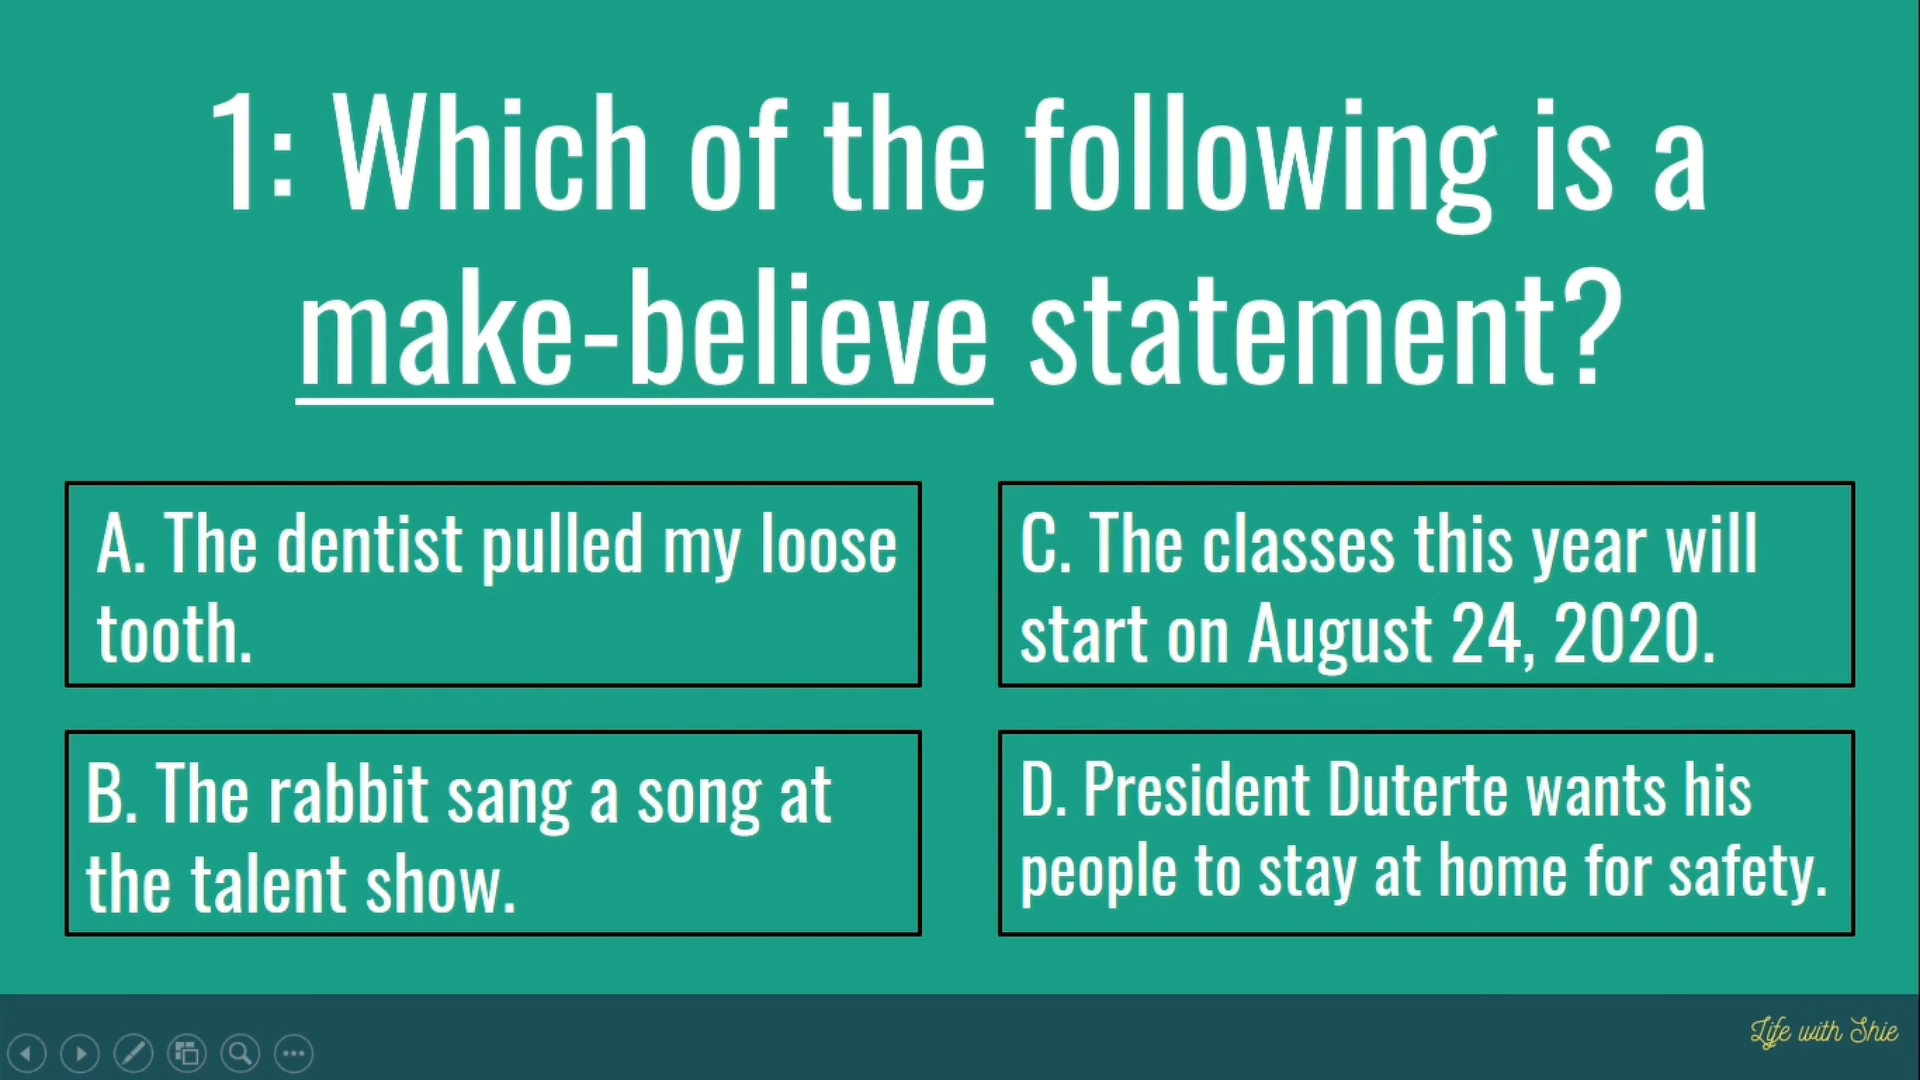 1: Which of the following is a
make-believe statement?
A. The dentist pulled my loose
tooth.
B. The rabbit sang a song at
the talent show.
C. The classes this year will
start on August 24, 2020.
D. President Duterte wants his
people to stay at home for safety.
Life with Shie